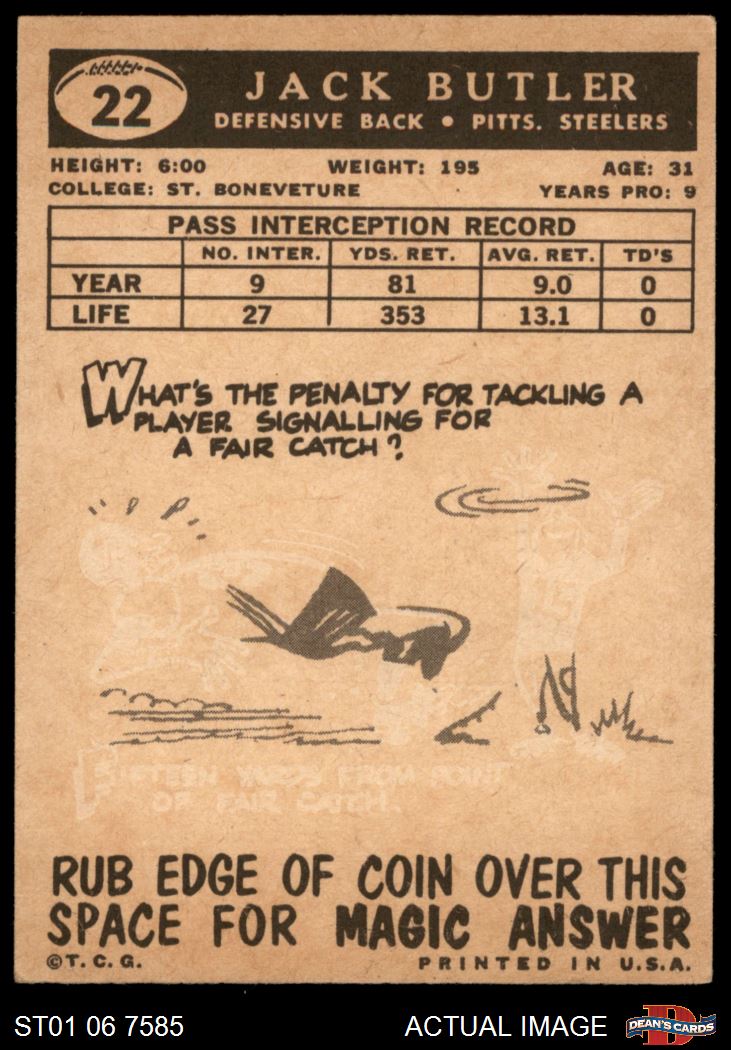 22
JACK BUTLER
DEFENSIVE BACK • PITTS. STEELERS
HEIGHT: 6:00 WEIGHT: 195 AGE: 31
COLLEGE: ST. BONEVETURE YEARS PRO: 9
PASS INTERCEPTION RECORD
NO. INTER. YDS. RET. AVG. RET. TD'S
YEAR 9 81 9.0 0
LIFE 27 353 13.1 0
WHAT'S THE PENALTY FOR TACKLING A
PLAYER SIGNALLING FOR
A FAIR CATCH?
FIFTEEN YARDS FROM POINT
OF FAIR CATCH.
RUB EDGE OF COIN OVER THIS
SPACE FOR MAGIC ANSWER
©T.C.G. PRINTED IN U.S.A.
ST01 06 7585 ACTUAL IMAGE DEAN'S CARDS